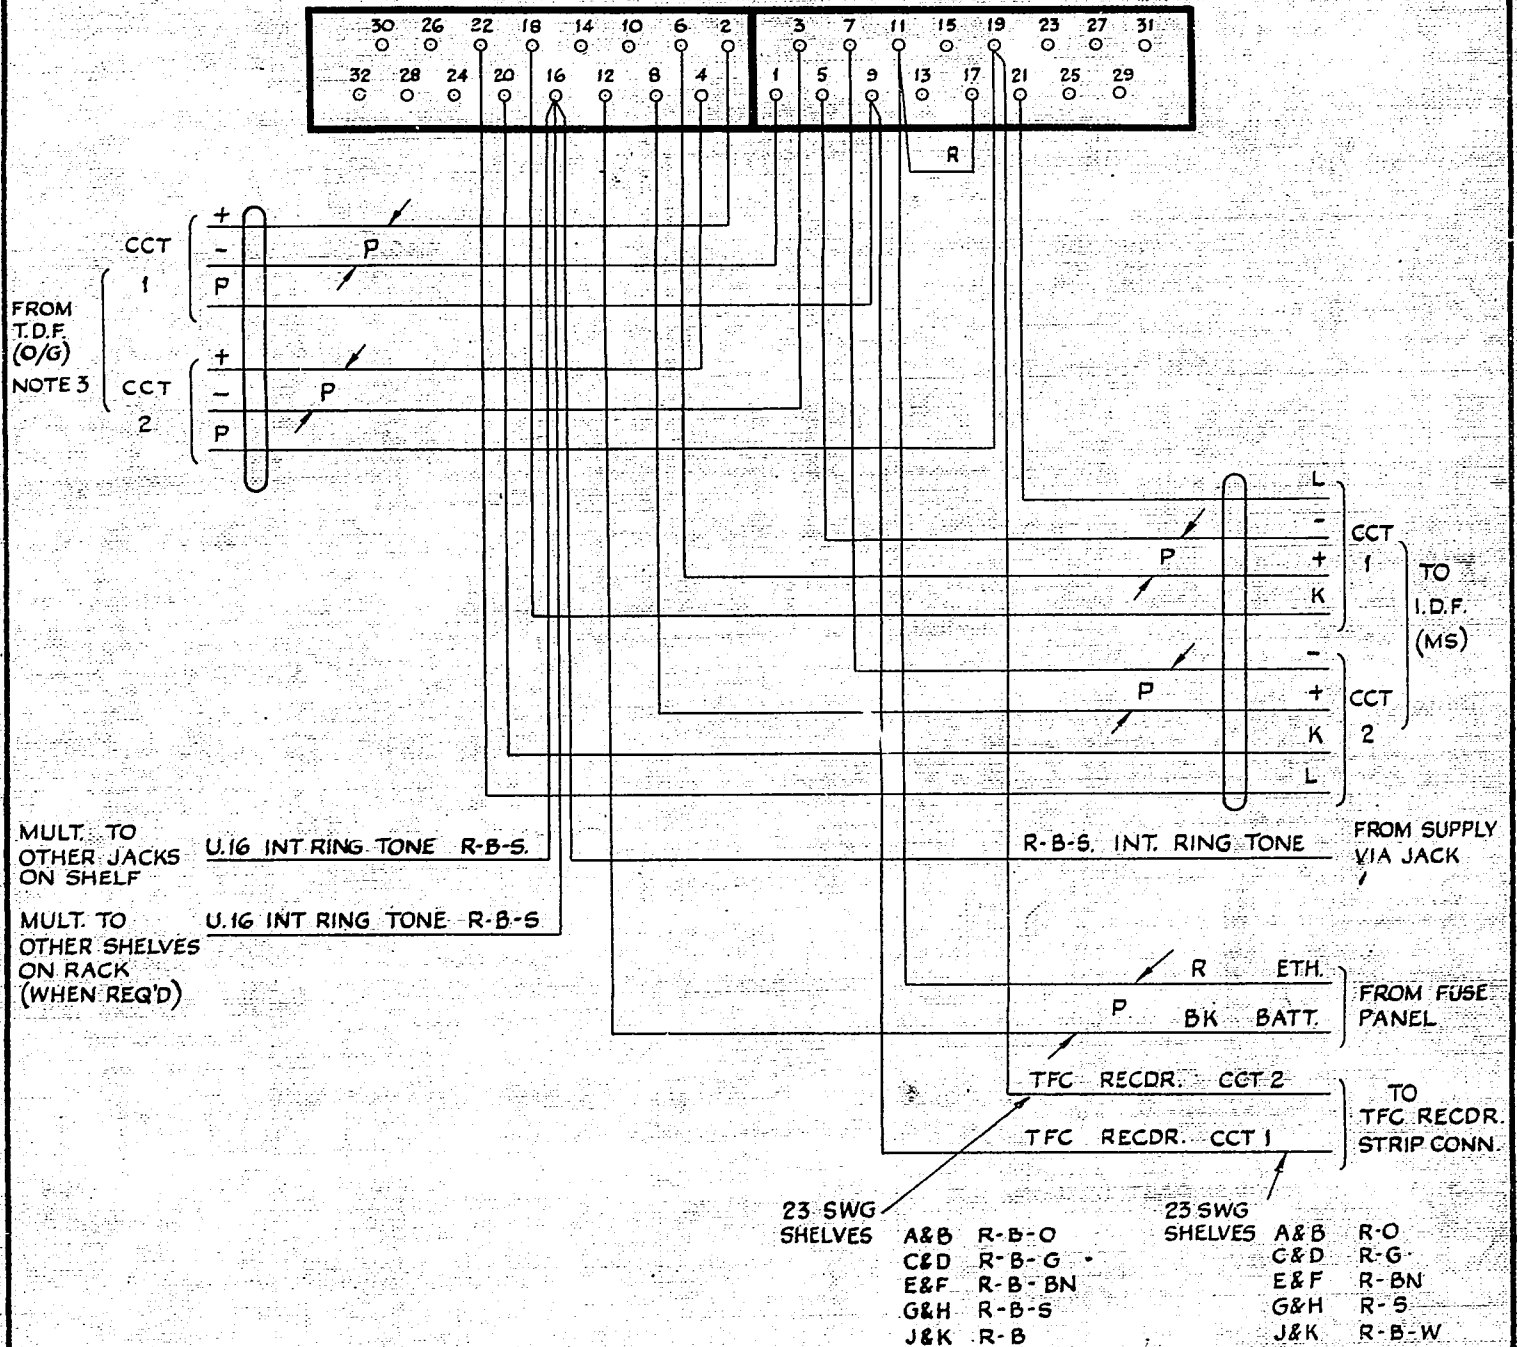 30 26 22 18 14 10 6 2 3 7 11 15 19 23 27 31
32 28 24 20 16 12 8 4 1 5 9 13 17 21 25 29
R
FROM
T.D.F.
(O/G)
NOTE 3
CCT
1
+
-
P
P
CCT
2
+
-
P
P
L
-
+
K
P
CCT
1
-
+
K
L
P
CCT
2
TO
I.D.F.
(MS)
MULT. TO
OTHER JACKS
ON SHELF
U.16 INT RING TONE R-B-S.
R-B-S. INT. RING TONE
FROM SUPPLY
VIA JACK
MULT. TO
OTHER SHELVES
ON RACK
(WHEN REQ'D)
U.16 INT RING TONE R-B-S
R ETH.
P
BK BATT.
FROM FUSE
PANEL
TFC RECDR. CCT 2
TFC RECDR. CCT 1
TO
TFC RECDR.
STRIP CONN.
23 SWG
SHELVES A&B R-B-O
C&D R-B-G
E&F R-B-BN
G&H R-B-S
J&K R-B
23 SWG
SHELVES A&B R-O
C&D R-G
E&F R-BN
G&H R-S
J&K R-B-W